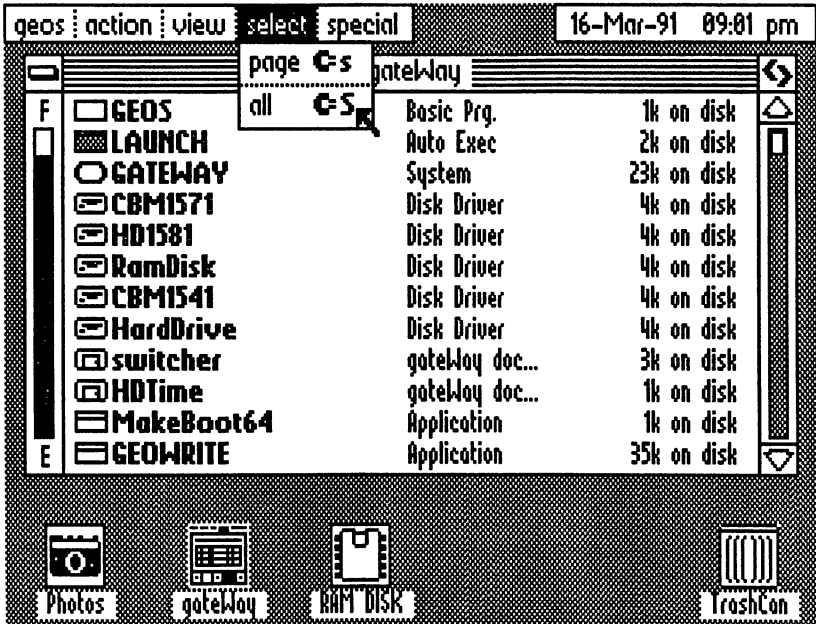 geos action view select special 16-Mar-91 09:01 pm
page C=s
all C=S
gateWay
F
GEOS Basic Prg. 1k on disk
LAUNCH Auto Exec 2k on disk
GATEWAY System 23k on disk
CBM1571 Disk Driver 4k on disk
HD1581 Disk Driver 4k on disk
RamDisk Disk Driver 4k on disk
CBM1541 Disk Driver 4k on disk
HardDrive Disk Driver 4k on disk
switcher gateWay doc... 3k on disk
HDTime gateWay doc... 1k on disk
MakeBoot64 Application 1k on disk
E GEOWRITE Application 35k on disk
Photos gateWay RAM DISK TrashCan